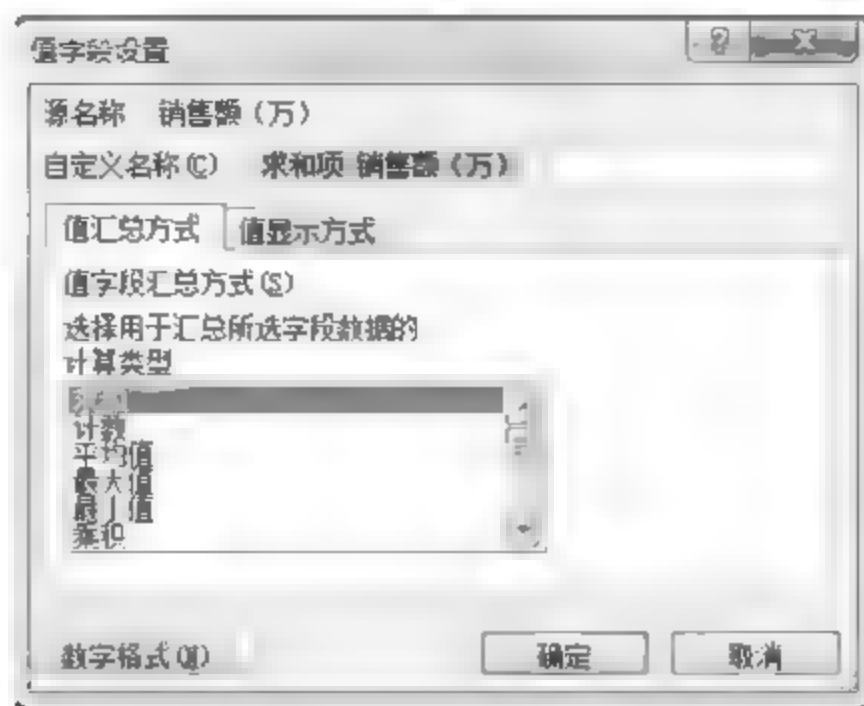 值字段设置
源名称 销售额（万）
自定义名称(C) 求和项 销售额（万）
值汇总方式 值显示方式
值字段汇总方式(S)
选择用于汇总所选字段数据的
计算类型
计数
平均值
最大值
最小值
乘积
数字格式(N) 确定 取消